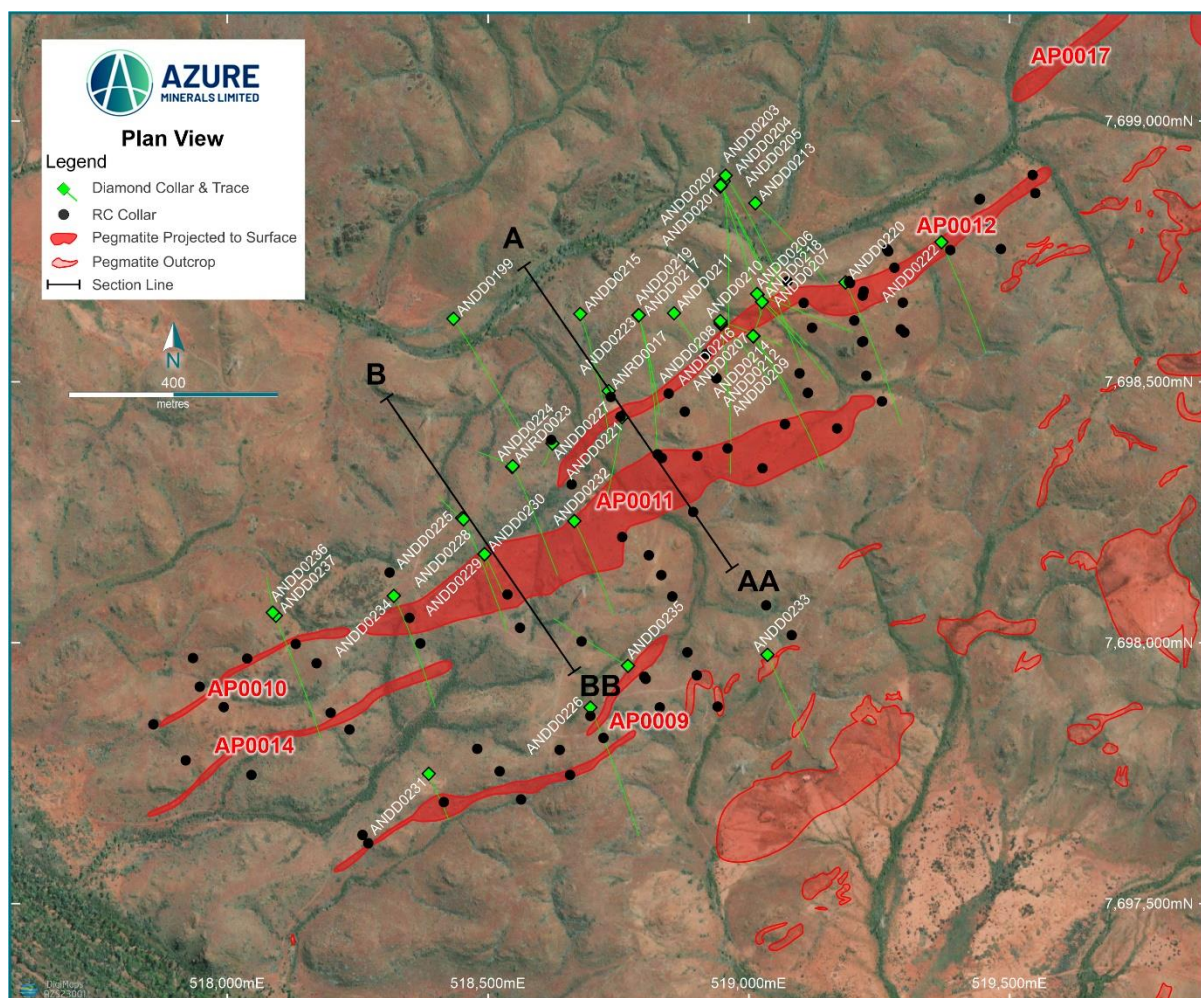 AZURE
MINERALS LIMITED
Plan View
Legend
Diamond Collar & Trace
RC Collar
Pegmatite Projected to Surface
Pegmatite Outcrop
Section Line
N
400
metres
AP0017
7,699,000mN
ANDD0203
ANDD0204
ANDD0205
ANDD0213
ANDD0202
ANDD0201
A
ANDD0199
ANDD0215
ANDD0219
ANDD0217
ANDD0211
ANDD0210
ANDD0206
ANDD0218
ANDD0207
ANDD0220
AP0012
ANDD0222
ANDD0223
ANRD0017
ANDD0208
ANDD0216
ANDD0207
ANDD0214
ANDD0212
ANDD0209
7,698,500mN
B
ANDD0224
ANRD0023
ANDD0227
ANDD0221
ANDD0232
AP0011
ANDD0225
ANDD0228
ANDD0230
ANDD0229
AA
ANDD0236
ANDD0237
ANDD0234
ANDD0235
ANDD0233
7,698,000mN
AP0010
BB
ANDD0226
AP0009
AP0014
ANDD0231
7,697,500mN
518,000mE
518,500mE
519,000mE
519,500mE
DigiMaps